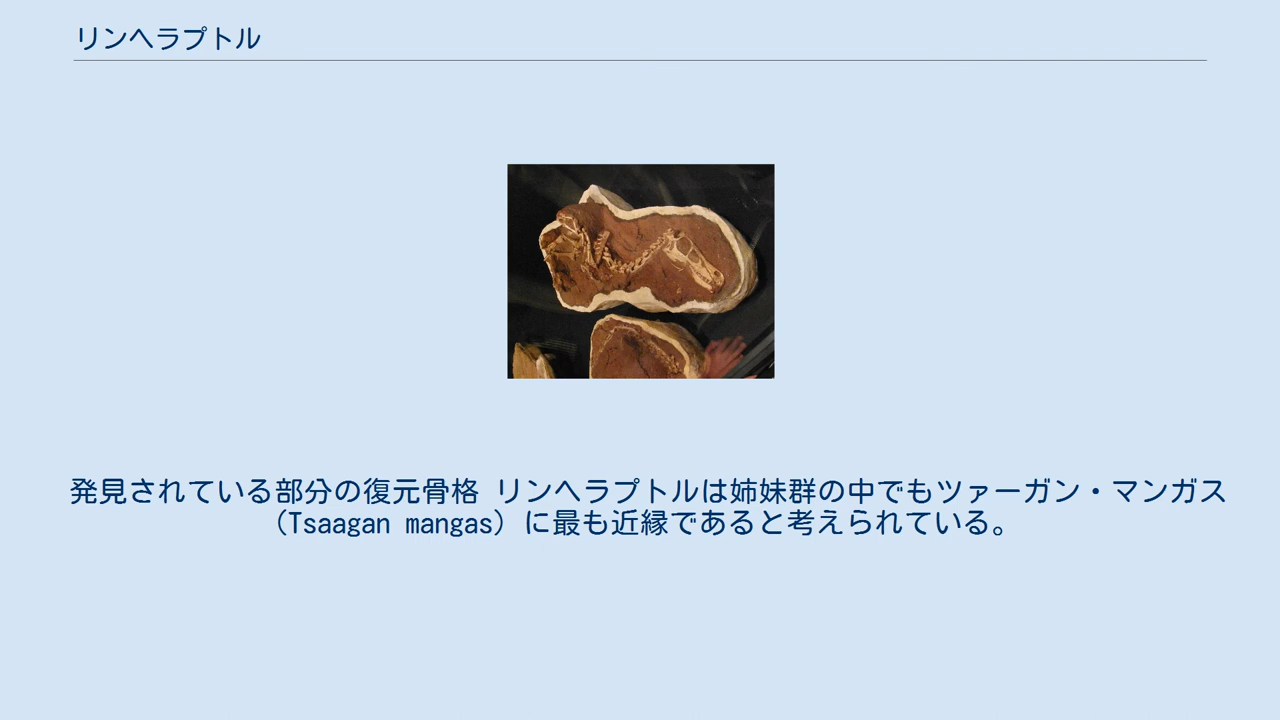 リンヘラプトル
発見されている部分の復元骨格 リンヘラプトルは姉妹群の中でもツァーガン・マンガス
（Tsaagan mangas）に最も近縁であると考えられている。